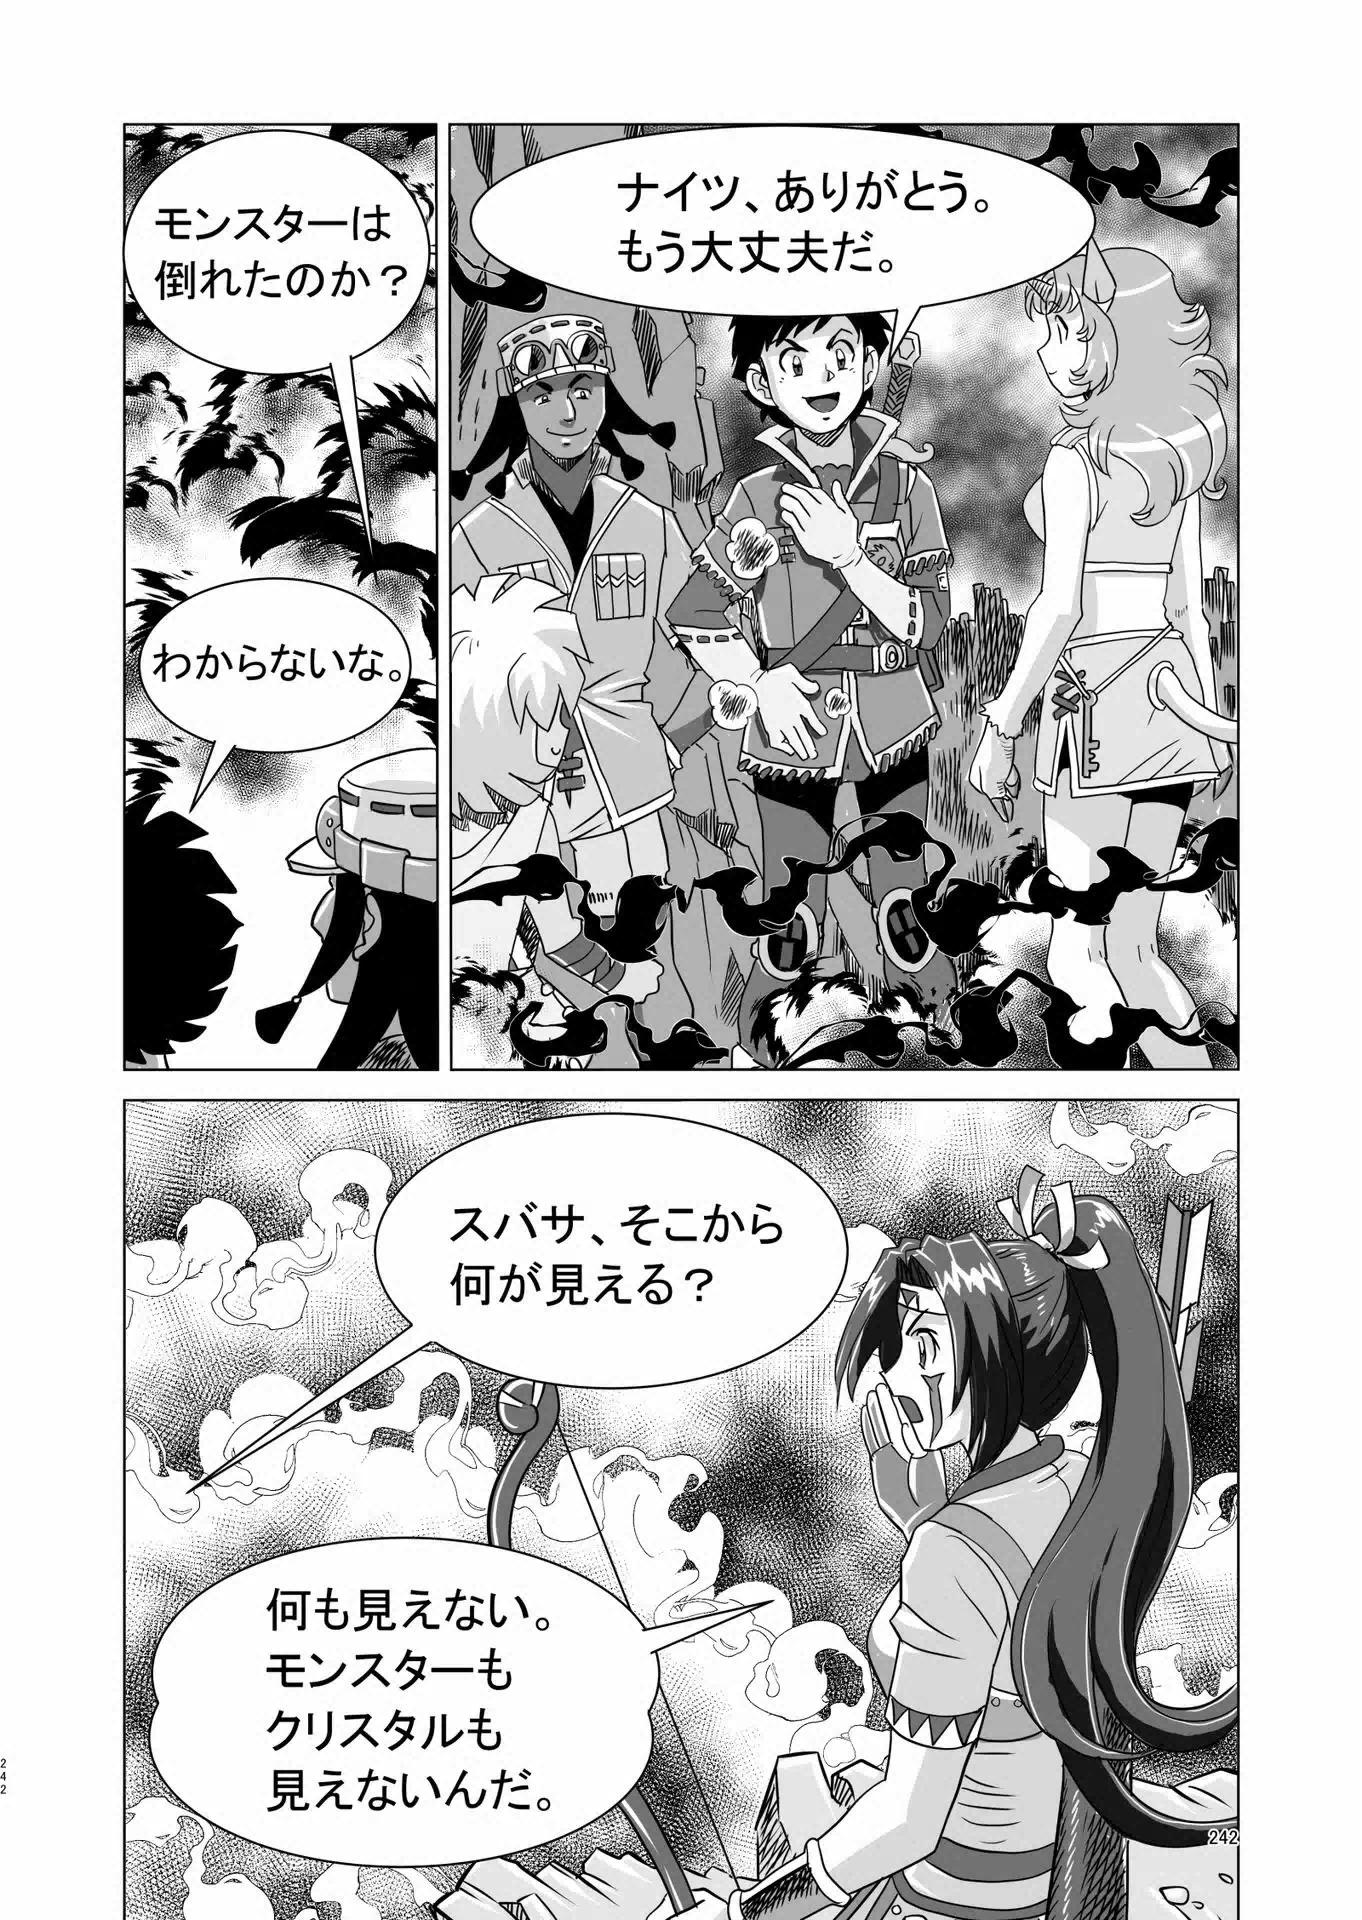 ナイツ、ありがとう。
もう大丈夫だ。
モンスターは
倒れたのか？
わからないな。
スバサ、そこから
何が見える？
何も見えない。
モンスターも
クリスタルも
見えないんだ。
242
242